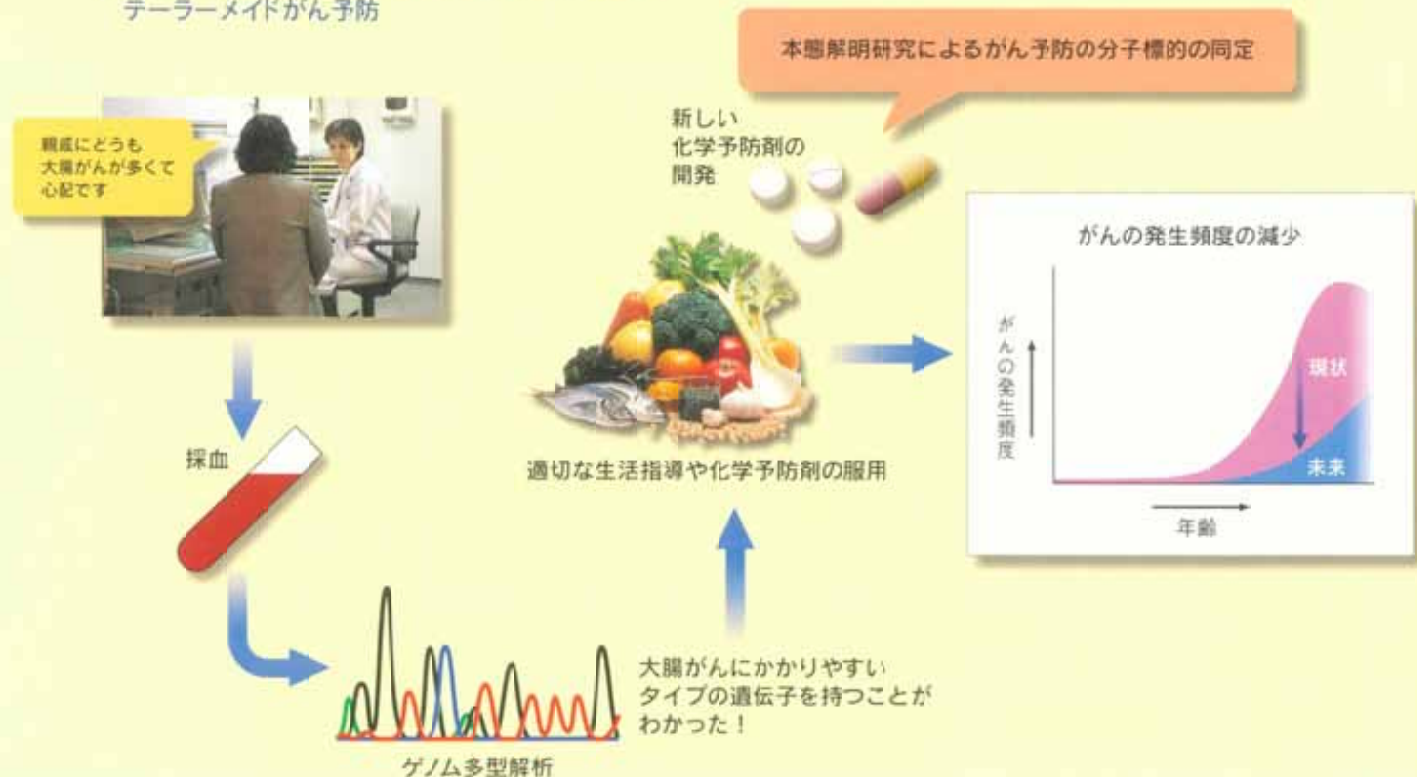 テーラーメイドがん予防
本態解明研究によるがん予防の分子標的の同定
親戚にどうも
大腸がんが多くて
心配です
新しい
化学予防剤の
開発
がんの発生頻度の減少
がんの発生頻度
現状
未来
年齢
採血
適切な生活指導や化学予防剤の服用
大腸がんにかかりやすい
タイプの遺伝子を持つことが
わかった！
ゲノム多型解析